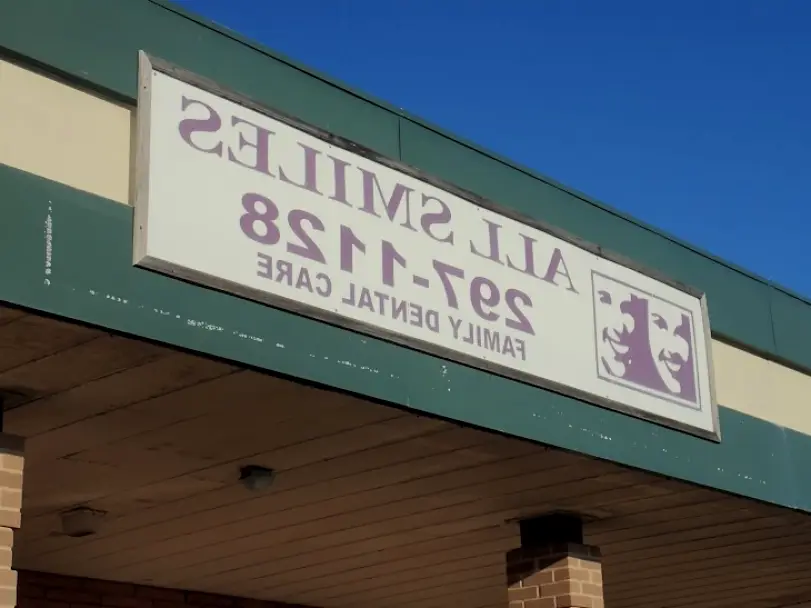 ALL SMILES
297-1128
FAMILY DENTAL CARE